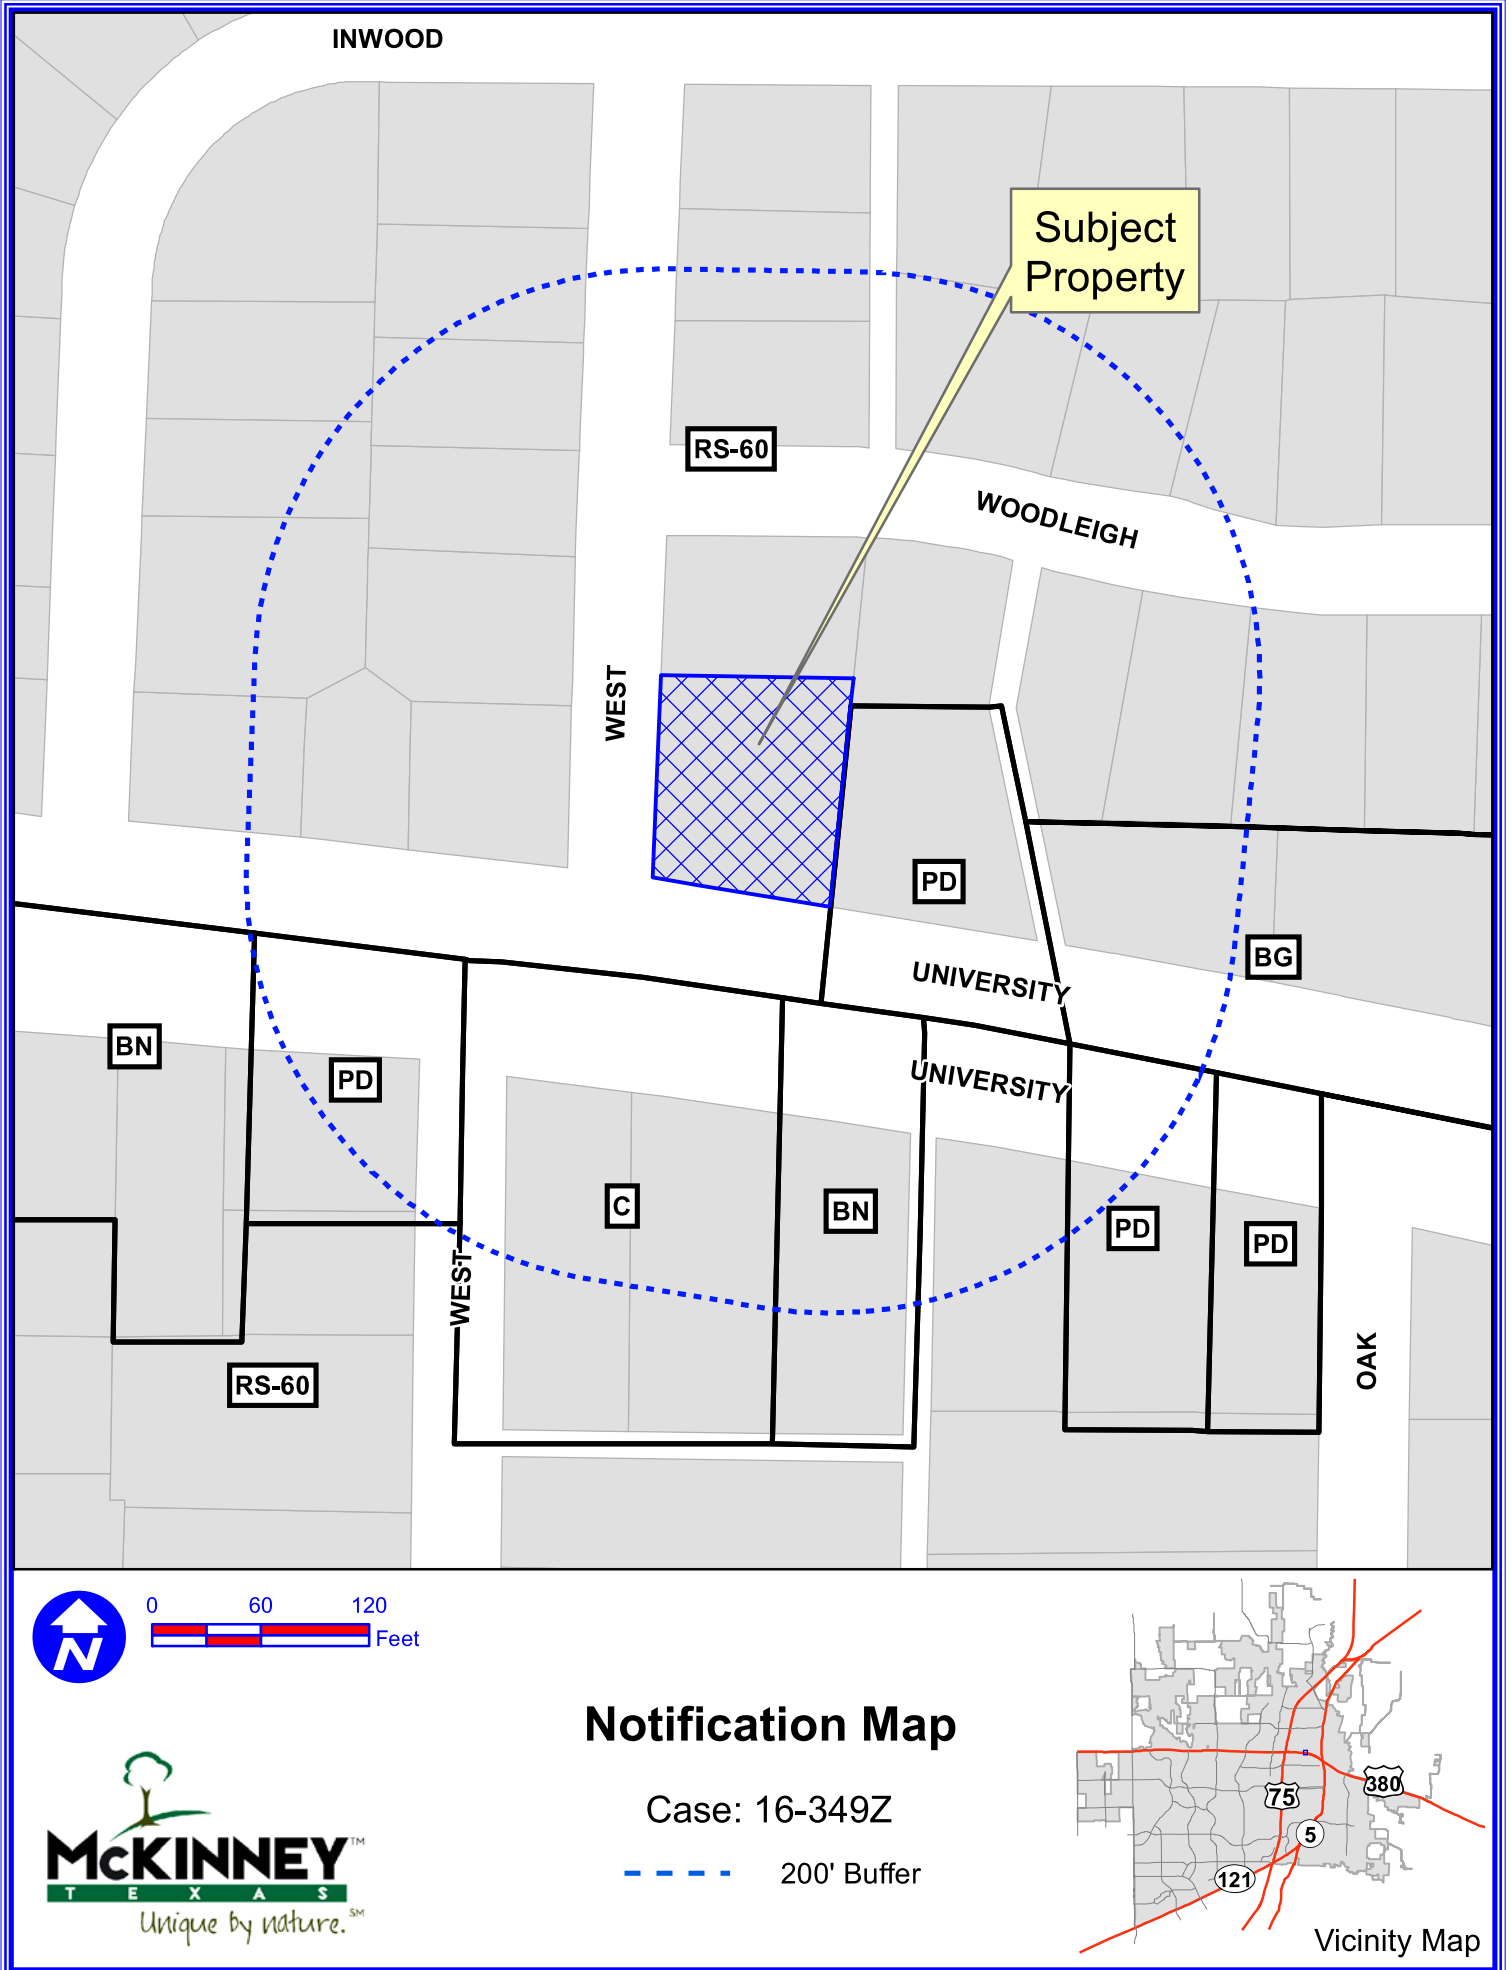 INWOOD
Subject
Property
RS-60
WOODLEIGH
WEST
PD
BG
UNIVERSITY
BN
PD
UNIVERSITY
C
BN
PD
PD
WEST
OAK
RS-60
0 60 120
Feet
N
Notification Map
Case: 16-349Z
200' Buffer
McKINNEY™
TEXAS
Unique by nature.℠
75
380
5
121
Vicinity Map